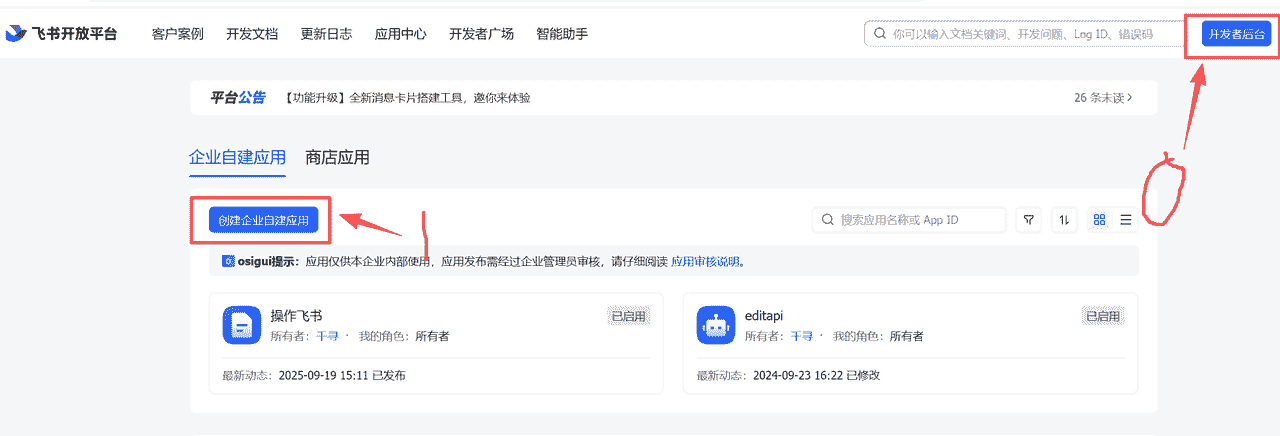 飞书开放平台 客户案例 开发文档 更新日志 应用中心 开发者广场 智能助手 你可以输入文档关键词、开发问题、Log ID、错误码 开发者后台
平台公告 【功能升级】全新消息卡片搭建工具，邀你来体验 26 条未读
企业自建应用 商店应用
创建企业自建应用 搜索应用名称或 App ID
osigui提示：应用仅供本企业内部使用，应用发布需经过企业管理员审核，请仔细阅读 应用审核说明。
操作飞书 已启用
所有者：千寻 · 我的角色：所有者
最新动态：2025-09-19 15:11 已发布
editapi 已启用
所有者：千寻 · 我的角色：所有者
最新动态：2024-09-23 16:22 已修改